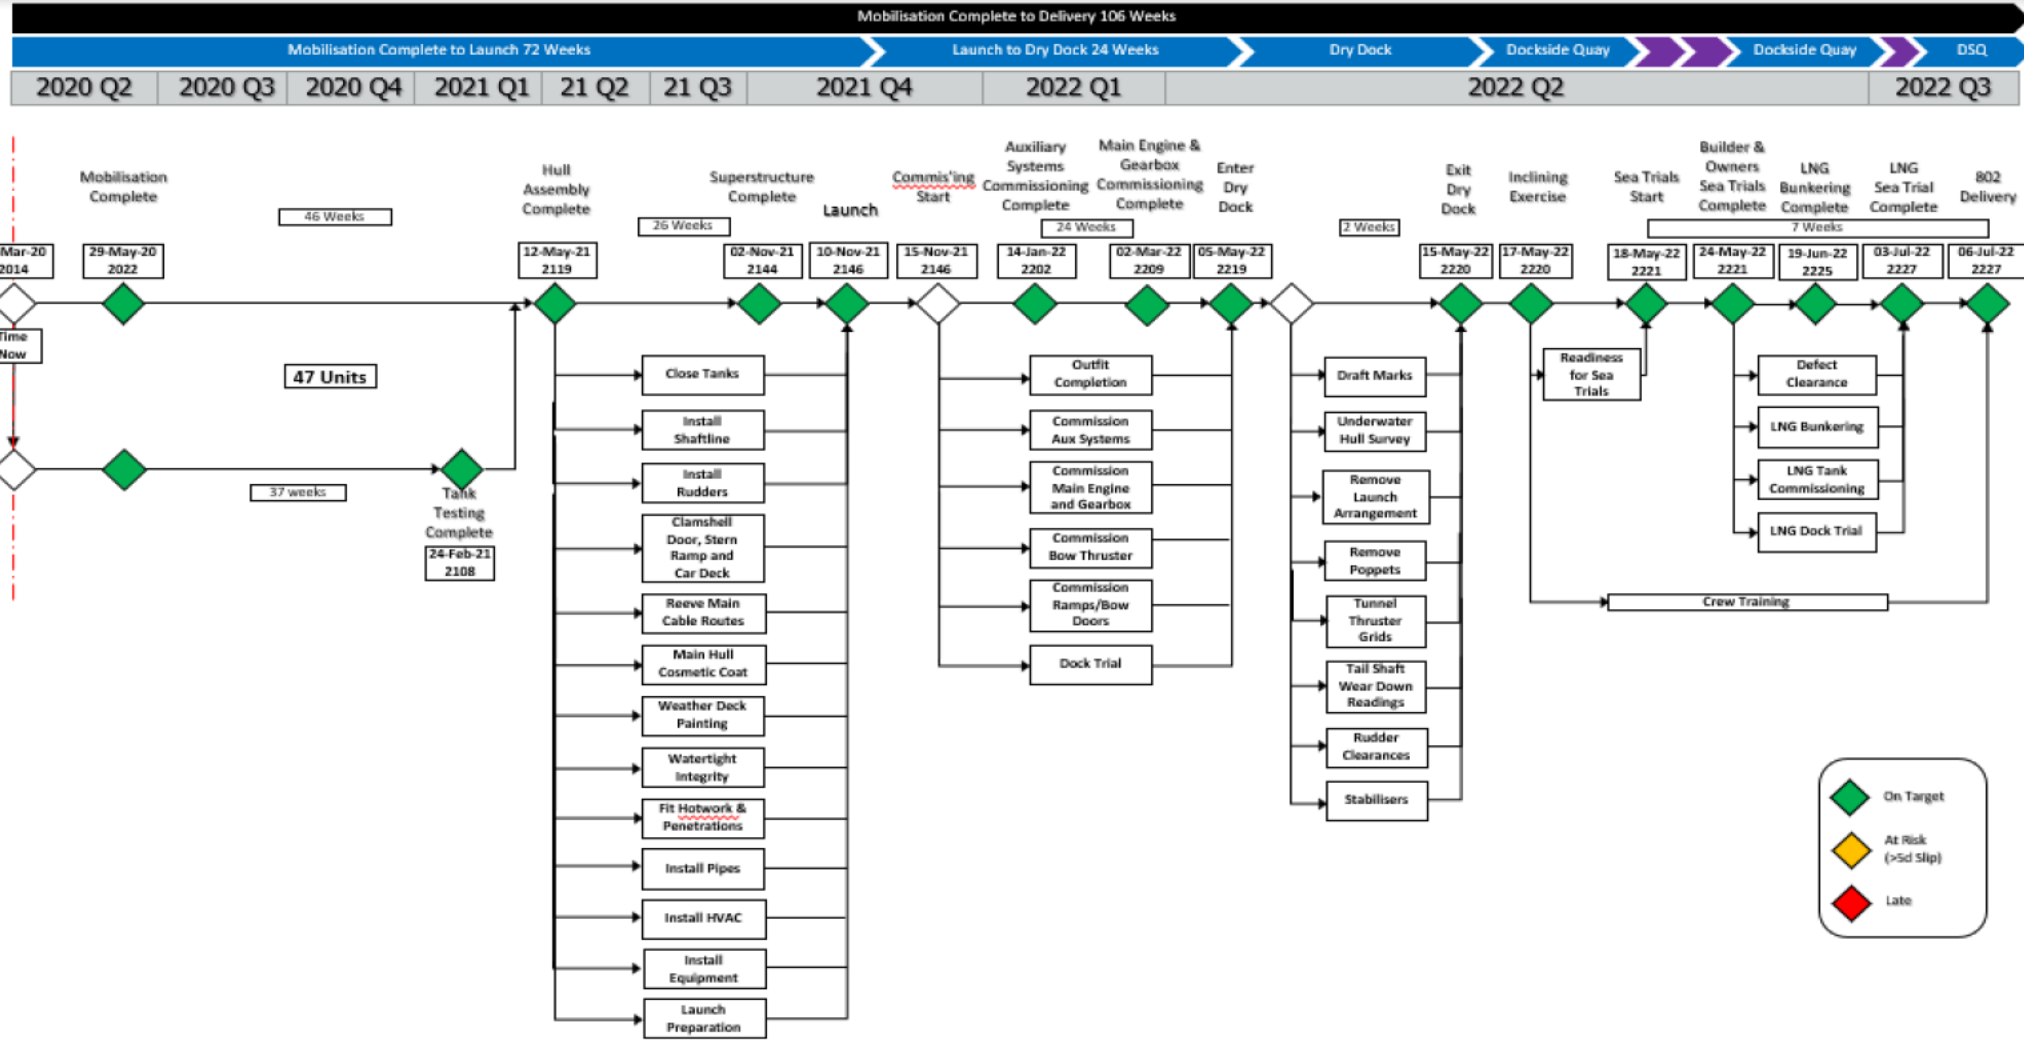 Mobilisation Complete to Delivery 106 Weeks
Mobilisation Complete to Launch 72 Weeks
Launch to Dry Dock 24 Weeks
Dry Dock
Dockside Quay
Dockside Quay
DSQ
2020 Q2
2020 Q3
2020 Q4
2021 Q1
21 Q2
21 Q3
2021 Q4
2022 Q1
2022 Q2
2022 Q3
Mobilisation
Complete
46 Weeks
Hull
Assembly
Complete
26 Weeks
Superstructure
Complete
Launch
Commis'ing
Start
Auxiliary
Systems
Commissioning
Complete
24 Weeks
Main Engine &
Gearbox
Commissioning
Complete
Enter
Dry
Dock
2 Weeks
Exit
Dry
Dock
Inclining
Exercise
Sea Trials
Start
Builder &
Owners
Sea Trials
Complete
LNG
Bunkering
Complete
LNG
Sea Trial
Complete
802
Delivery
7 Weeks
Mar-20
2014
29-May-20
2022
12-May-21
2119
02-Nov-21
2144
10-Nov-21
2146
15-Nov-21
2146
14-Jan-22
2202
02-Mar-22
2209
05-May-22
2219
15-May-22
2220
17-May-22
2220
18-May-22
2221
24-May-22
2221
19-Jun-22
2225
03-Jul-22
2227
06-Jul-22
2227
Time
Now
47 Units
37 weeks
Tank
Testing
Complete
24-Feb-21
2108
Close Tanks
Install
Shaftline
Install
Rudders
Clamshell
Door, Stern
Ramp and
Car Deck
Reeve Main
Cable Routes
Main Hull
Cosmetic Coat
Weather Deck
Painting
Watertight
Integrity
Fit Hotwork &
Penetrations
Install Pipes
Install HVAC
Install
Equipment
Launch
Preparation
Outfit
Completion
Commission
Aux Systems
Commission
Main Engine
and Gearbox
Commission
Bow Thruster
Commission
Ramps/Bow
Doors
Dock Trial
Draft Marks
Underwater
Hull Survey
Remove
Launch
Arrangement
Remove
Poppets
Tunnel
Thruster
Grids
Tail Shaft
Wear Down
Readings
Rudder
Clearances
Stabilisers
Readiness
for Sea
Trials
Defect
Clearance
LNG Bunkering
LNG Tank
Commissioning
LNG Dock Trial
Crew Training
On Target
At Risk
(>5d Slip)
Late